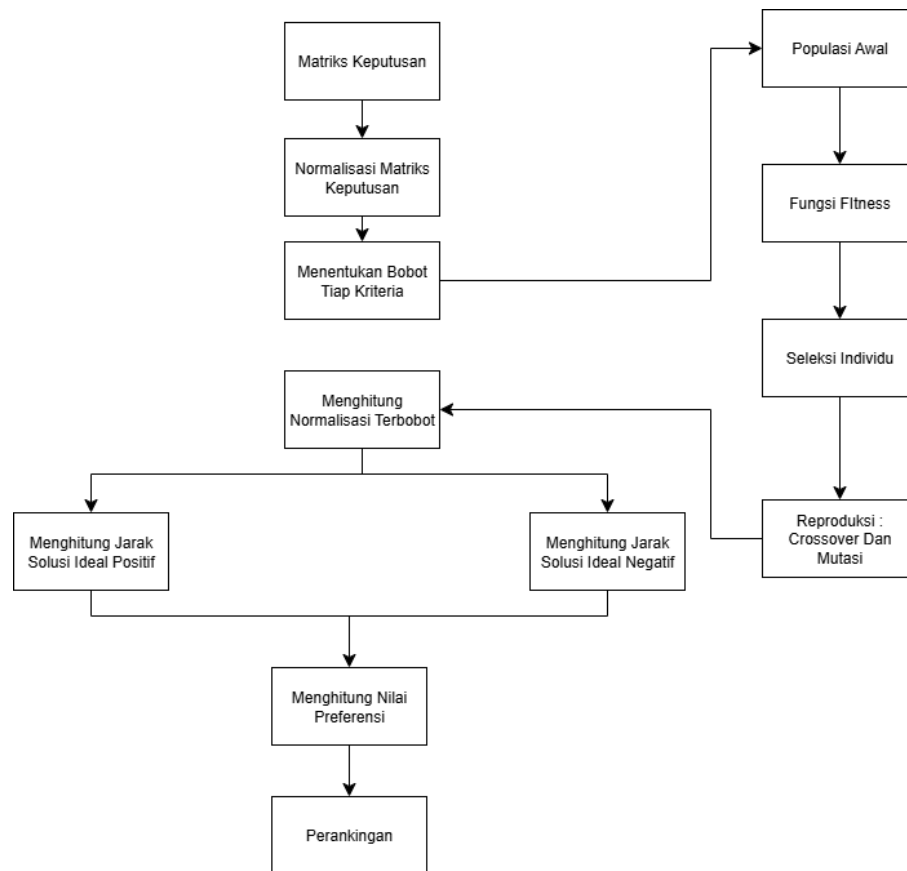 Matriks Keputusan
Normalisasi Matriks
Keputusan
Menentukan Bobot
Tiap Kriteria
Populasi Awal
Fungsi FItness
Seleksi Individu
Reproduksi :
Crossover Dan
Mutasi
Menghitung
Normalisasi Terbobot
Menghitung Jarak
Solusi Ideal Positif
Menghitung Jarak
Solusi Ideal Negatif
Menghitung Nilai
Preferensi
Perankingan